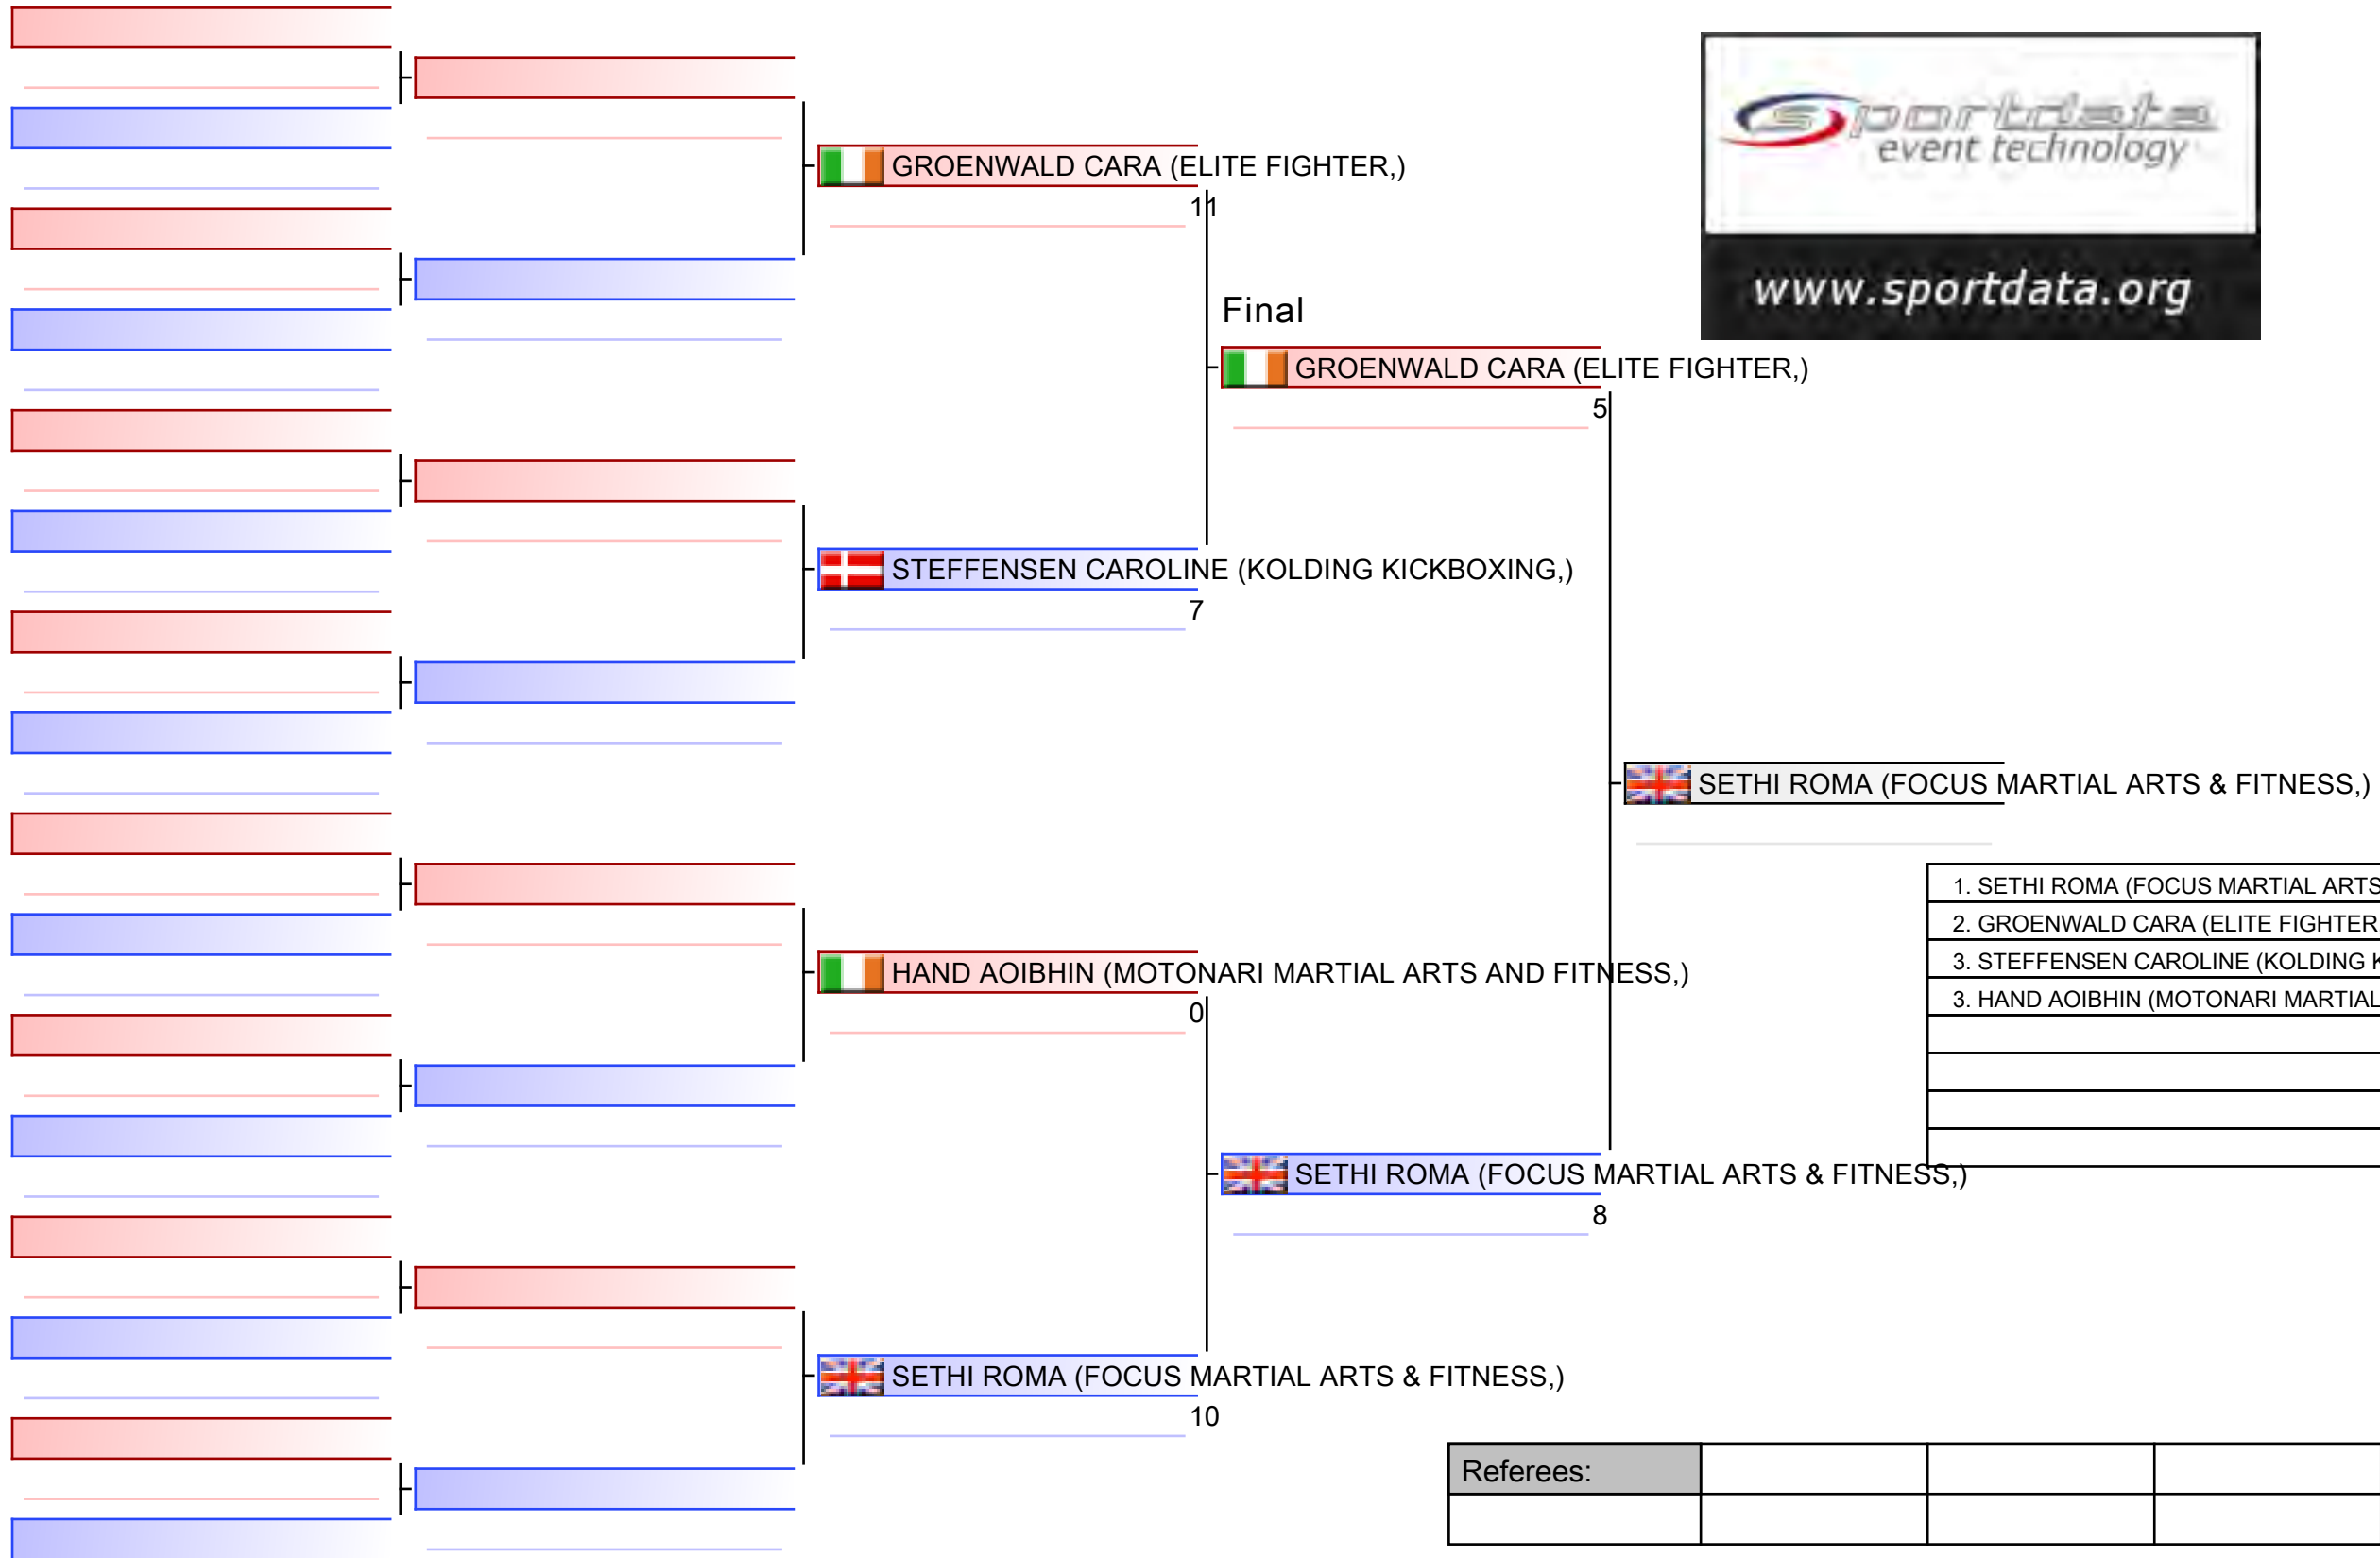 sportdata
event technology
www.sportdata.org
GROENWALD CARA (ELITE FIGHTER,)
11
Final
GROENWALD CARA (ELITE FIGHTER,)
5
STEFFENSEN CAROLINE (KOLDING KICKBOXING,)
7
SETHI ROMA (FOCUS MARTIAL ARTS & FITNESS,)
1. SETHI ROMA (FOCUS MARTIAL ARTS
2. GROENWALD CARA (ELITE FIGHTER
3. STEFFENSEN CAROLINE (KOLDING K
3. HAND AOIBHIN (MOTONARI MARTIAL
HAND AOIBHIN (MOTONARI MARTIAL ARTS AND FITNESS,)
0
SETHI ROMA (FOCUS MARTIAL ARTS & FITNESS,)
8
SETHI ROMA (FOCUS MARTIAL ARTS & FITNESS,)
10
Referees: